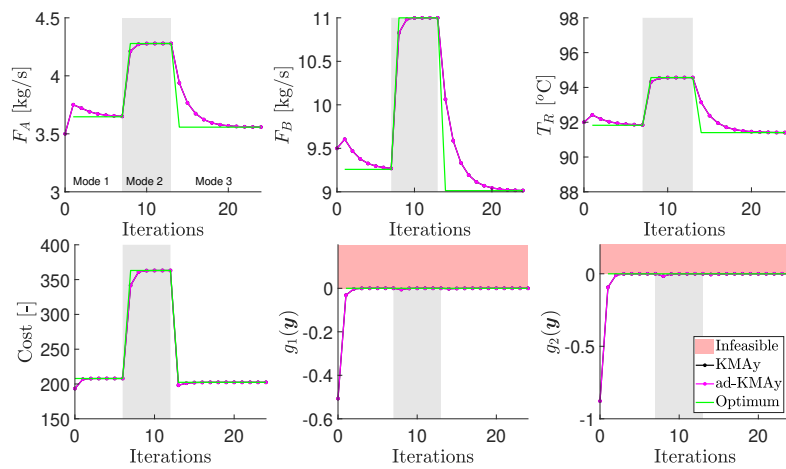 4.5
4
3.5
3
F_A [kg/s]
Mode 1
Mode 2
Mode 3
0
10
20
Iterations
11
10.5
10
9.5
9
F_B [kg/s]
0
10
20
Iterations
98
96
94
92
90
88
T_R [°C]
0
10
20
Iterations
400
350
300
250
200
150
Cost [-]
0
10
20
Iterations
0
-0.2
-0.4
-0.6
g_1(y)
0
10
20
Iterations
0
-0.5
-1
g_2(y)
Infeasible
KMAy
ad-KMAy
Optimum
0
10
20
Iterations